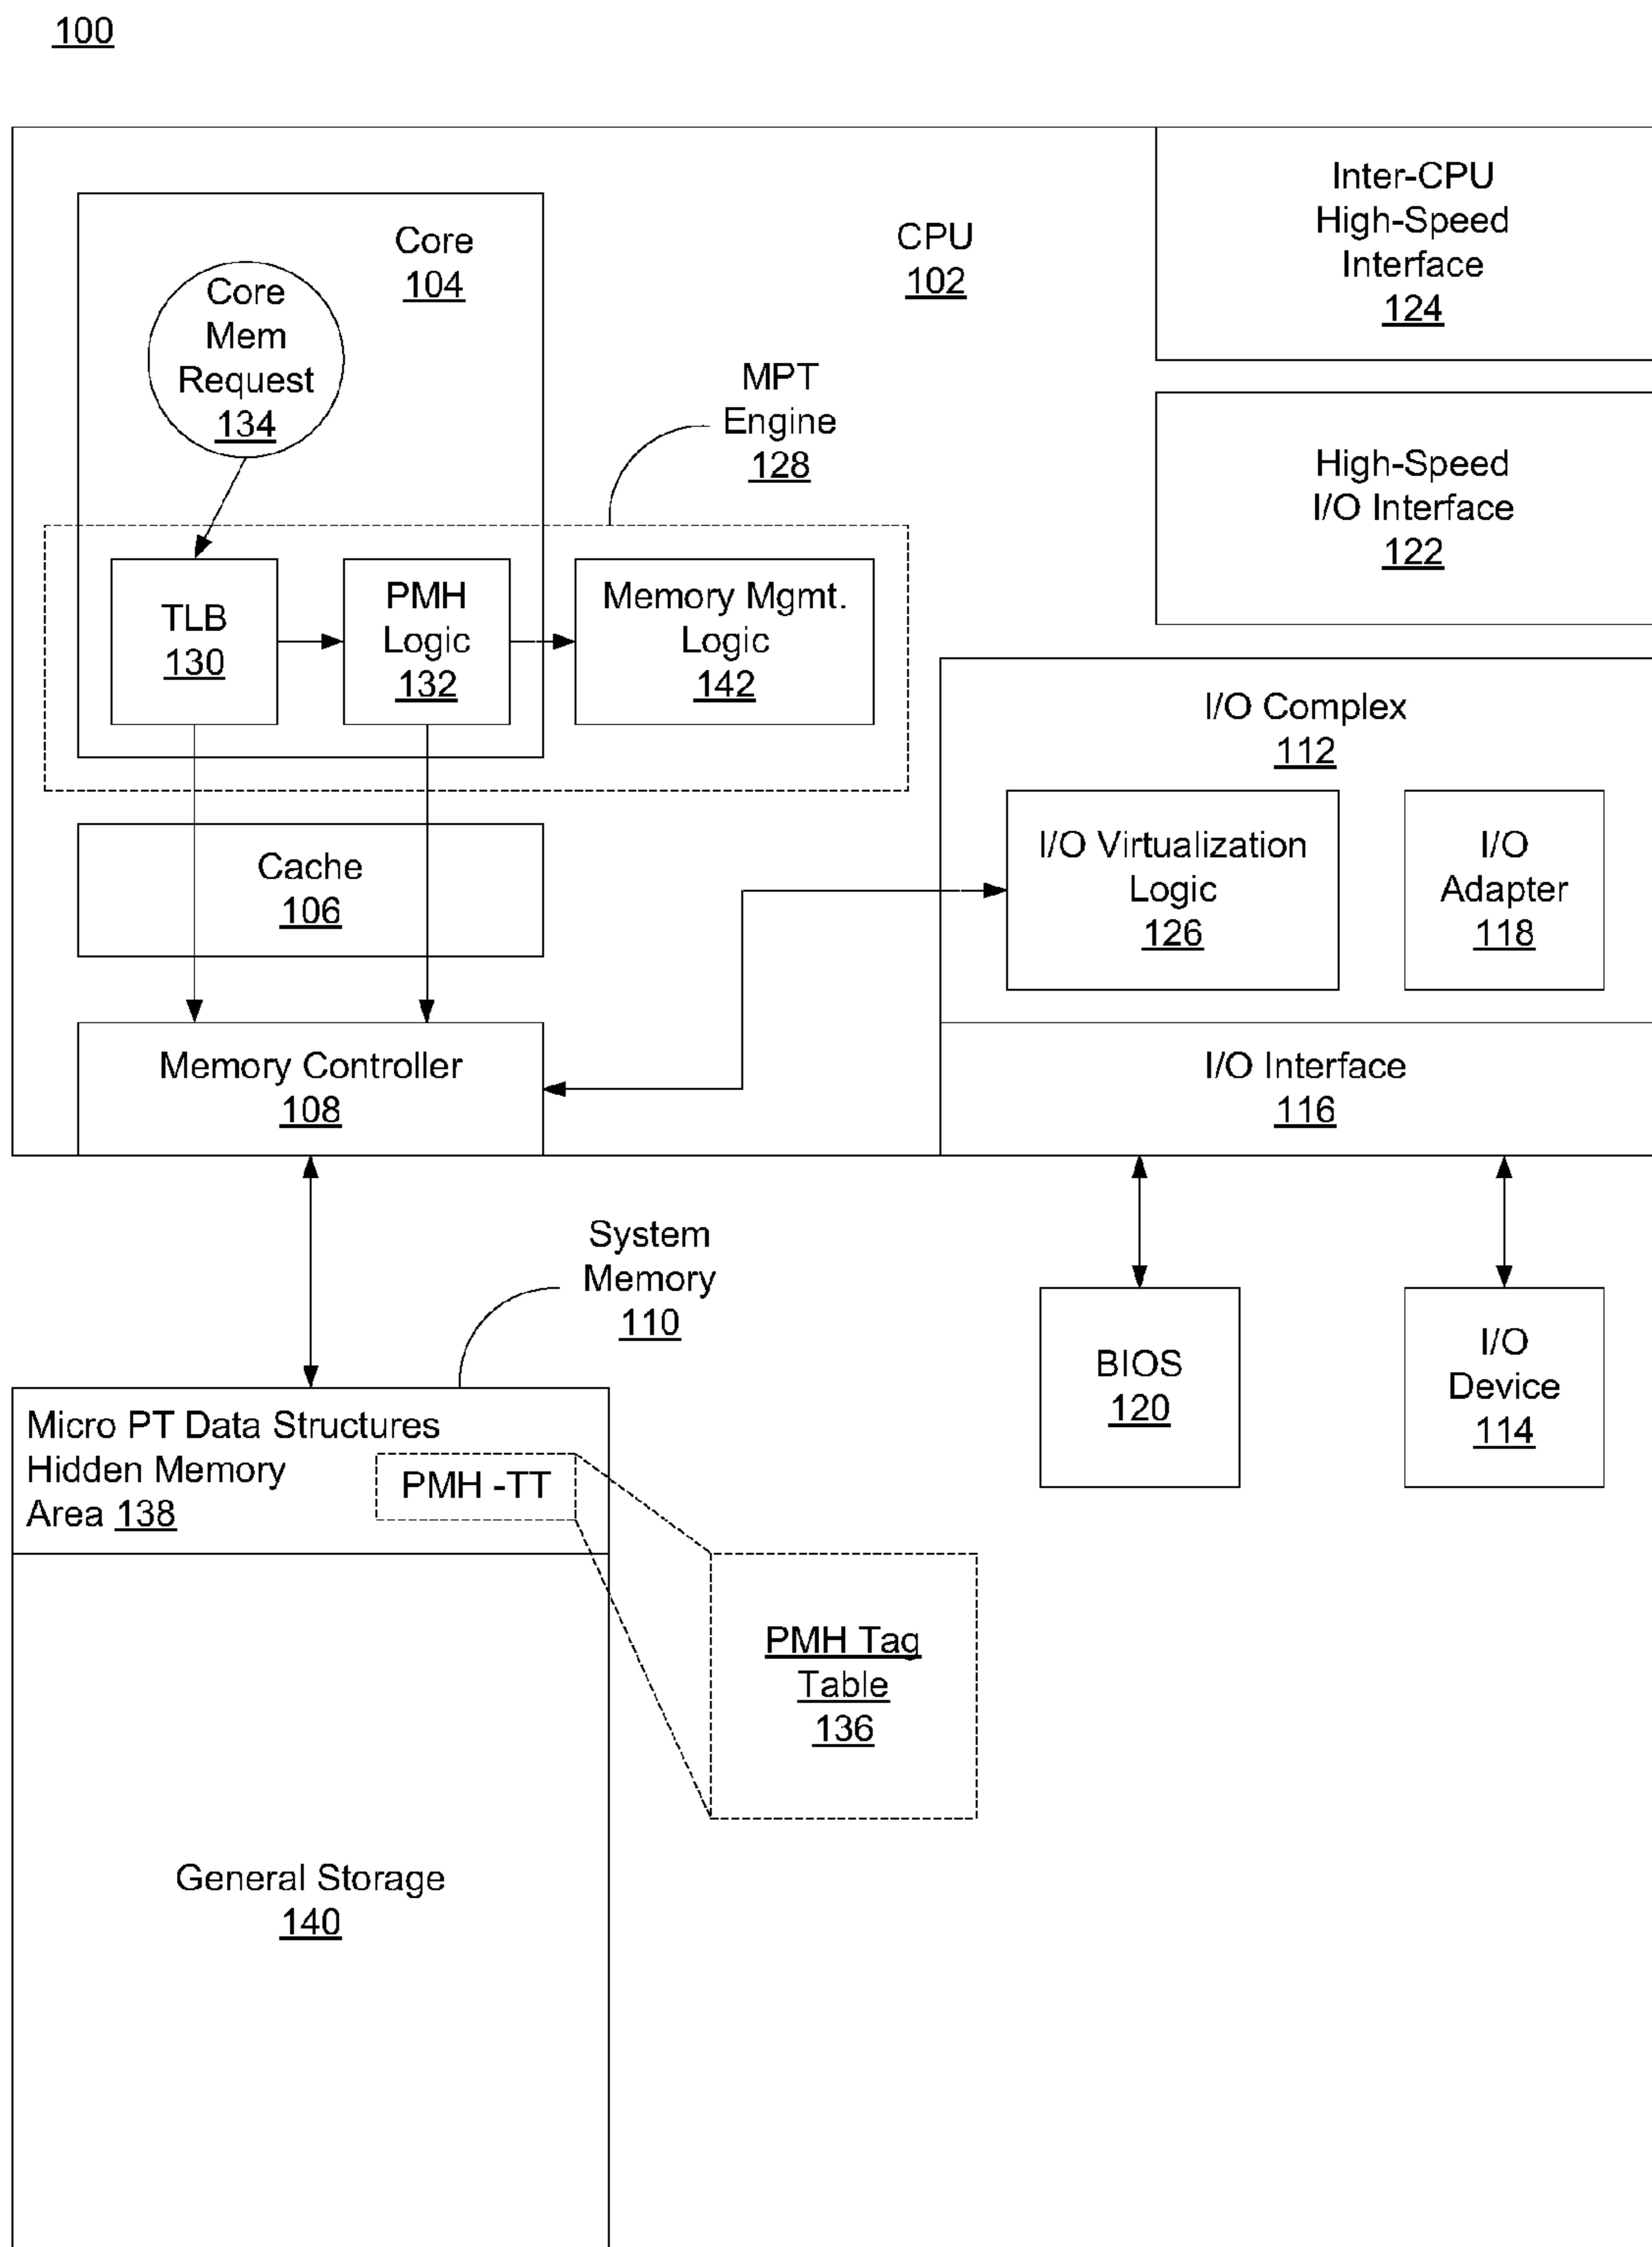 100
Core
104
Core
Mem
Request
134
CPU
102
Inter-CPU
High-Speed
Interface
124
MPT
Engine
128
High-Speed
I/O Interface
122
TLB
130
PMH
Logic
132
Memory Mgmt.
Logic
142
I/O Complex
112
I/O Virtualization
Logic
126
I/O
Adapter
118
Cache
106
Memory Controller
108
I/O Interface
116
System
Memory
110
BIOS
120
I/O
Device
114
Micro PT Data Structures
Hidden Memory
Area 138
PMH -TT
PMH Tag
Table
136
General Storage
140